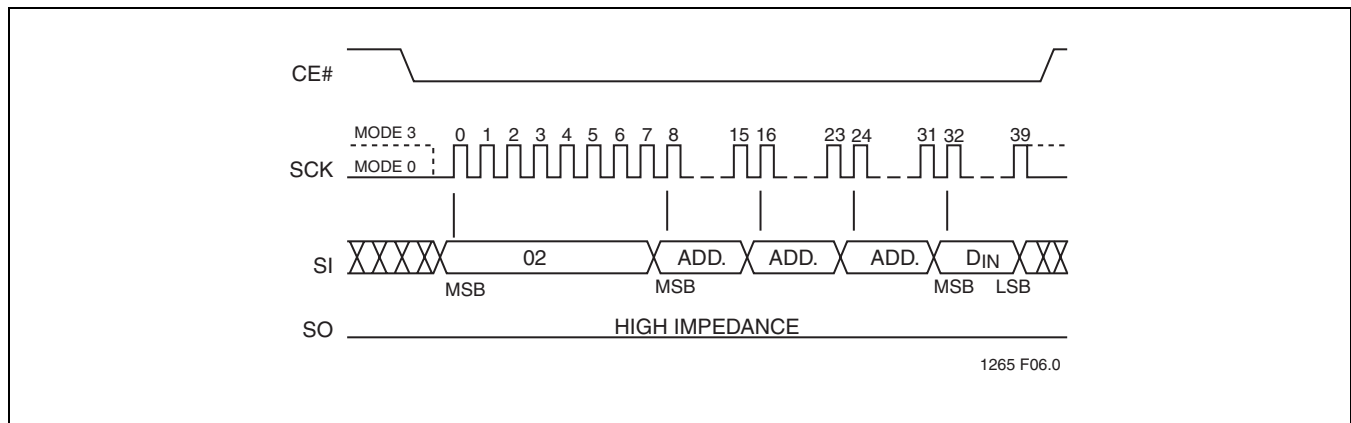 CE#
MODE 3
0 1 2 3 4 5 6 7 8 15 16 23 24 31 32 39
SCK
MODE 0
SI
02 ADD. ADD. ADD. DIN
MSB MSB MSB LSB
SO
HIGH IMPEDANCE
1265 F06.0